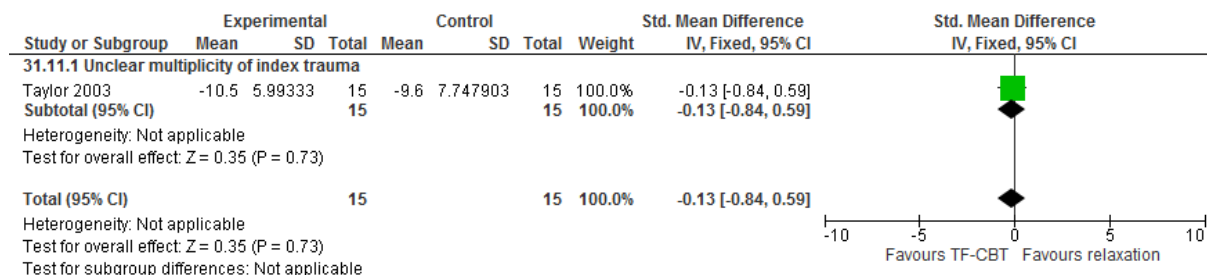 Experimental Control Std. Mean Difference Std. Mean Difference
Study or Subgroup Mean SD Total Mean SD Total Weight IV, Fixed, 95% CI IV, Fixed, 95% CI
31.11.1 Unclear multiplicity of index trauma
Taylor 2003 -10.5 5.99333 15 -9.6 7.747903 15 100.0% -0.13 [-0.84, 0.59]
Subtotal (95% CI) 15 15 100.0% -0.13 [-0.84, 0.59]
Heterogeneity: Not applicable
Test for overall effect: Z = 0.35 (P = 0.73)
Total (95% CI) 15 15 100.0% -0.13 [-0.84, 0.59]
Heterogeneity: Not applicable
Test for overall effect: Z = 0.35 (P = 0.73)
Test for subgroup differences: Not applicable
-10 -5 0 5 10
Favours TF-CBT Favours relaxation